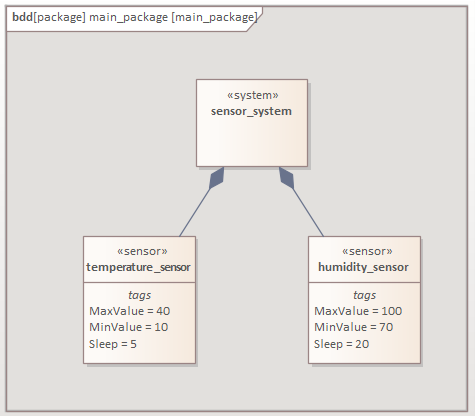 bdd[package] main_package [main_package]
«system»
sensor_system
«sensor»
temperature_sensor
tags
MaxValue = 40
MinValue = 10
Sleep = 5
«sensor»
humidity_sensor
tags
MaxValue = 100
MinValue = 70
Sleep = 20